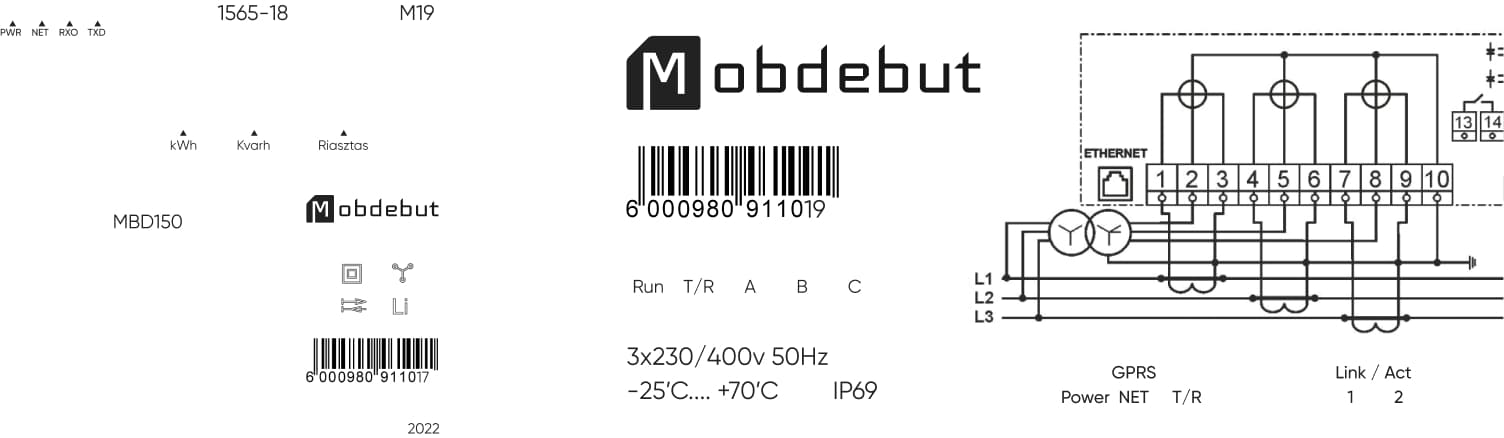 1565-18 M19
PWR NET RXO TXD
kWh Kvarh Riasztas
Mobdebut
MBD150
Li
6 000980 911017
2022
Mobdebut
6 000980 911019
Run T/R A B C
3x230/400v 50Hz
-25'C.... +70'C IP69
13 14
ETHERNET
1 2 3 4 5 6 7 8 9 10
L1
L2
L3
GPRS
Power NET T/R
Link / Act
1 2